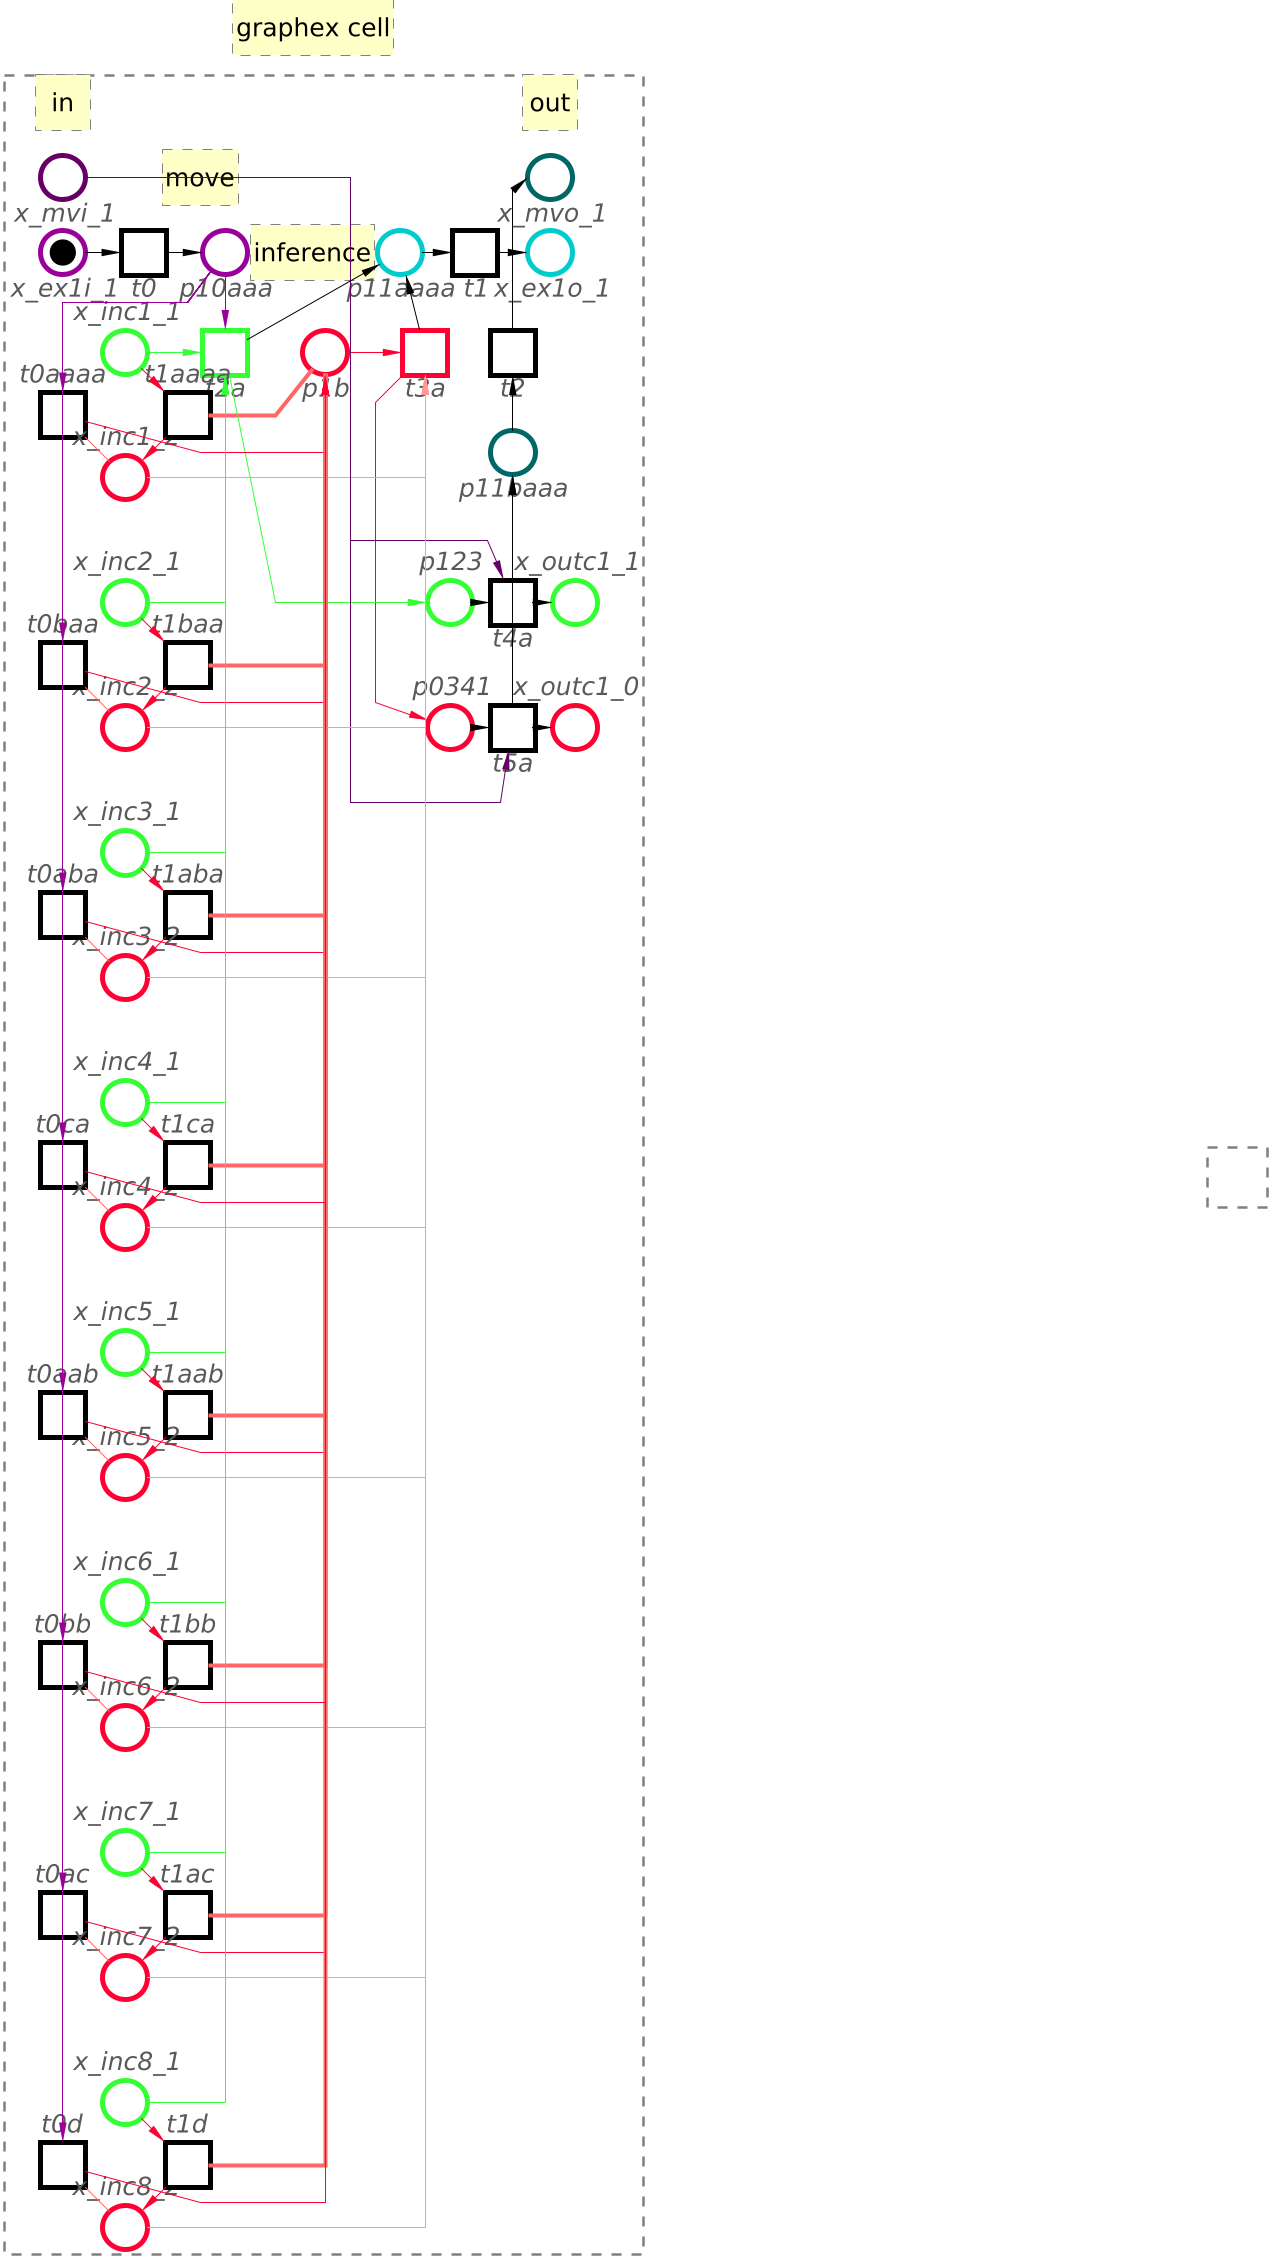 graphex cell
in
out
move
x_mvi_1
x_mvo_1
inference
x_ex1i_1
t0
p10aaa
p11aaaa
t1
x_ex1o_1
x_inc1_1
t0aaaa
t1aaaa
t2a
p1b
t3a
t2
x_inc1_2
p11baaa
x_inc2_1
p123
x_outc1_1
t0baa
t1baa
t4a
x_inc2_2
p0341
x_outc1_0
t5a
x_inc3_1
t0aba
t1aba
x_inc3_2
x_inc4_1
t0ca
t1ca
x_inc4_2
x_inc5_1
t0aab
t1aab
x_inc5_2
x_inc6_1
t0bb
t1bb
x_inc6_2
x_inc7_1
t0ac
t1ac
x_inc7_2
x_inc8_1
t0d
t1d
x_inc8_2